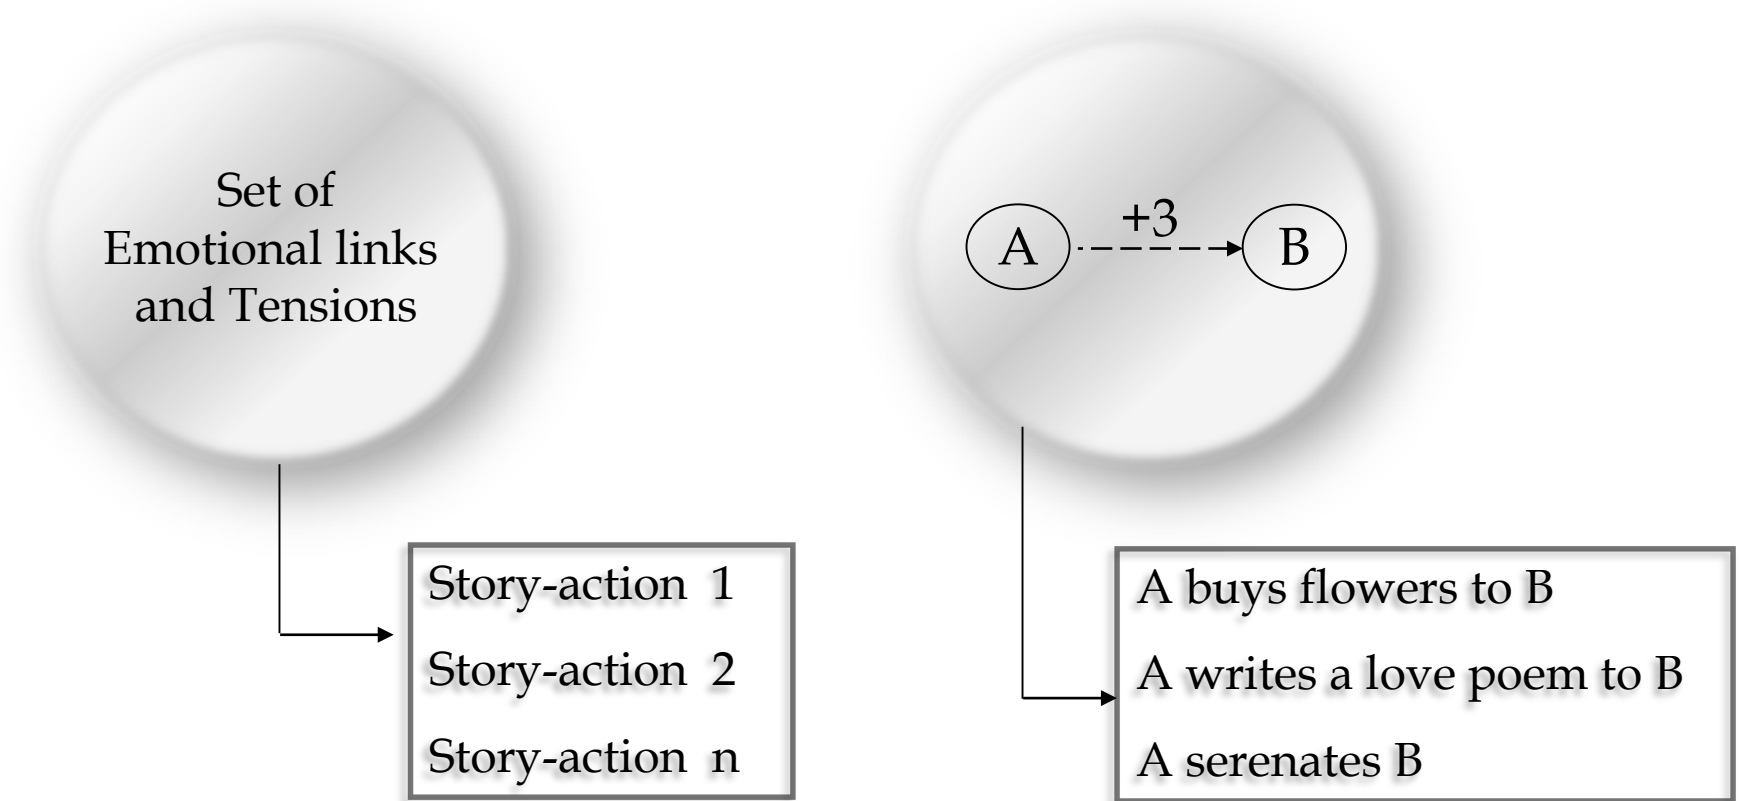 Set of
Emotional links
and Tensions
Story-action 1
Story-action 2
Story-action n
A +3 B
A buys flowers to B
A writes a love poem to B
A serenates B